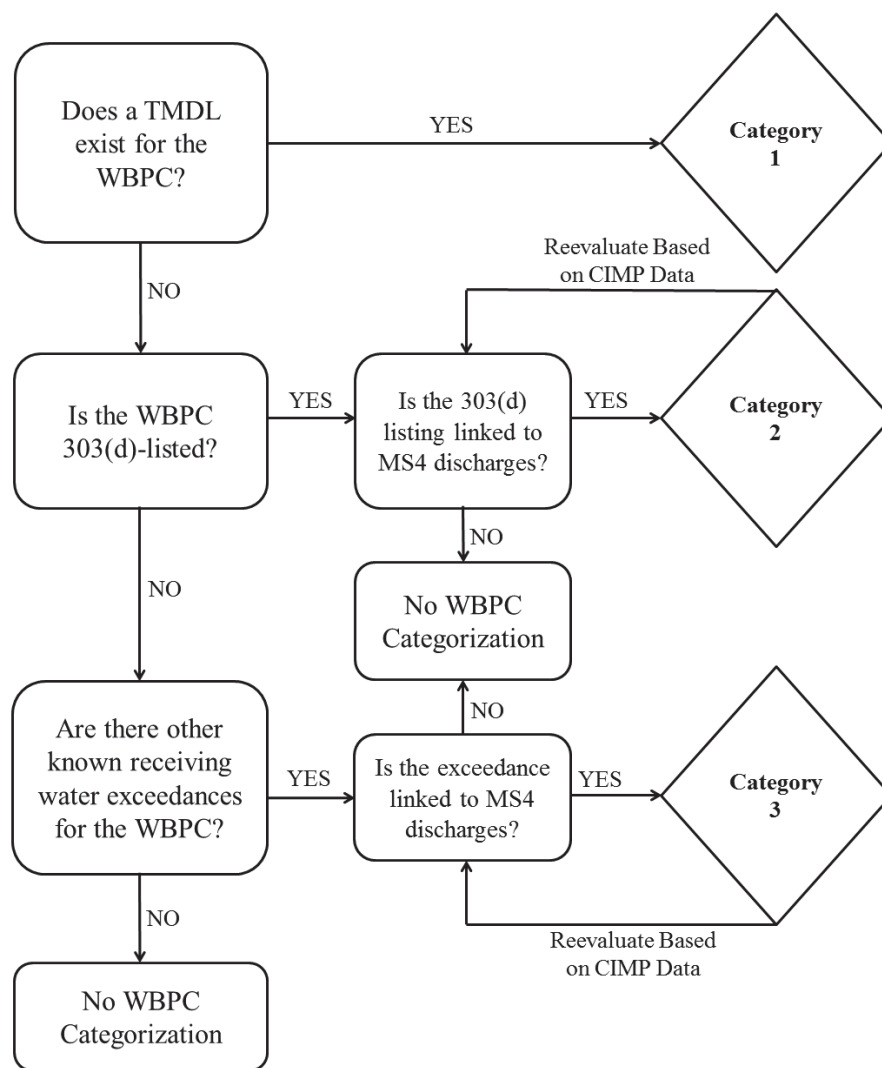 Does a TMDL
exist for the
WBPC?
YES
Category
1
NO
Reevaluate Based
on CIMP Data
Is the WBPC
303(d)-listed?
YES
Is the 303(d)
listing linked to
MS4 discharges?
YES
Category
2
NO
NO
No WBPC
Categorization
NO
Are there other
known receiving
water exceedances
for the WBPC?
YES
Is the exceedance
linked to MS4
discharges?
YES
Category
3
NO
Reevaluate Based
on CIMP Data
No WBPC
Categorization